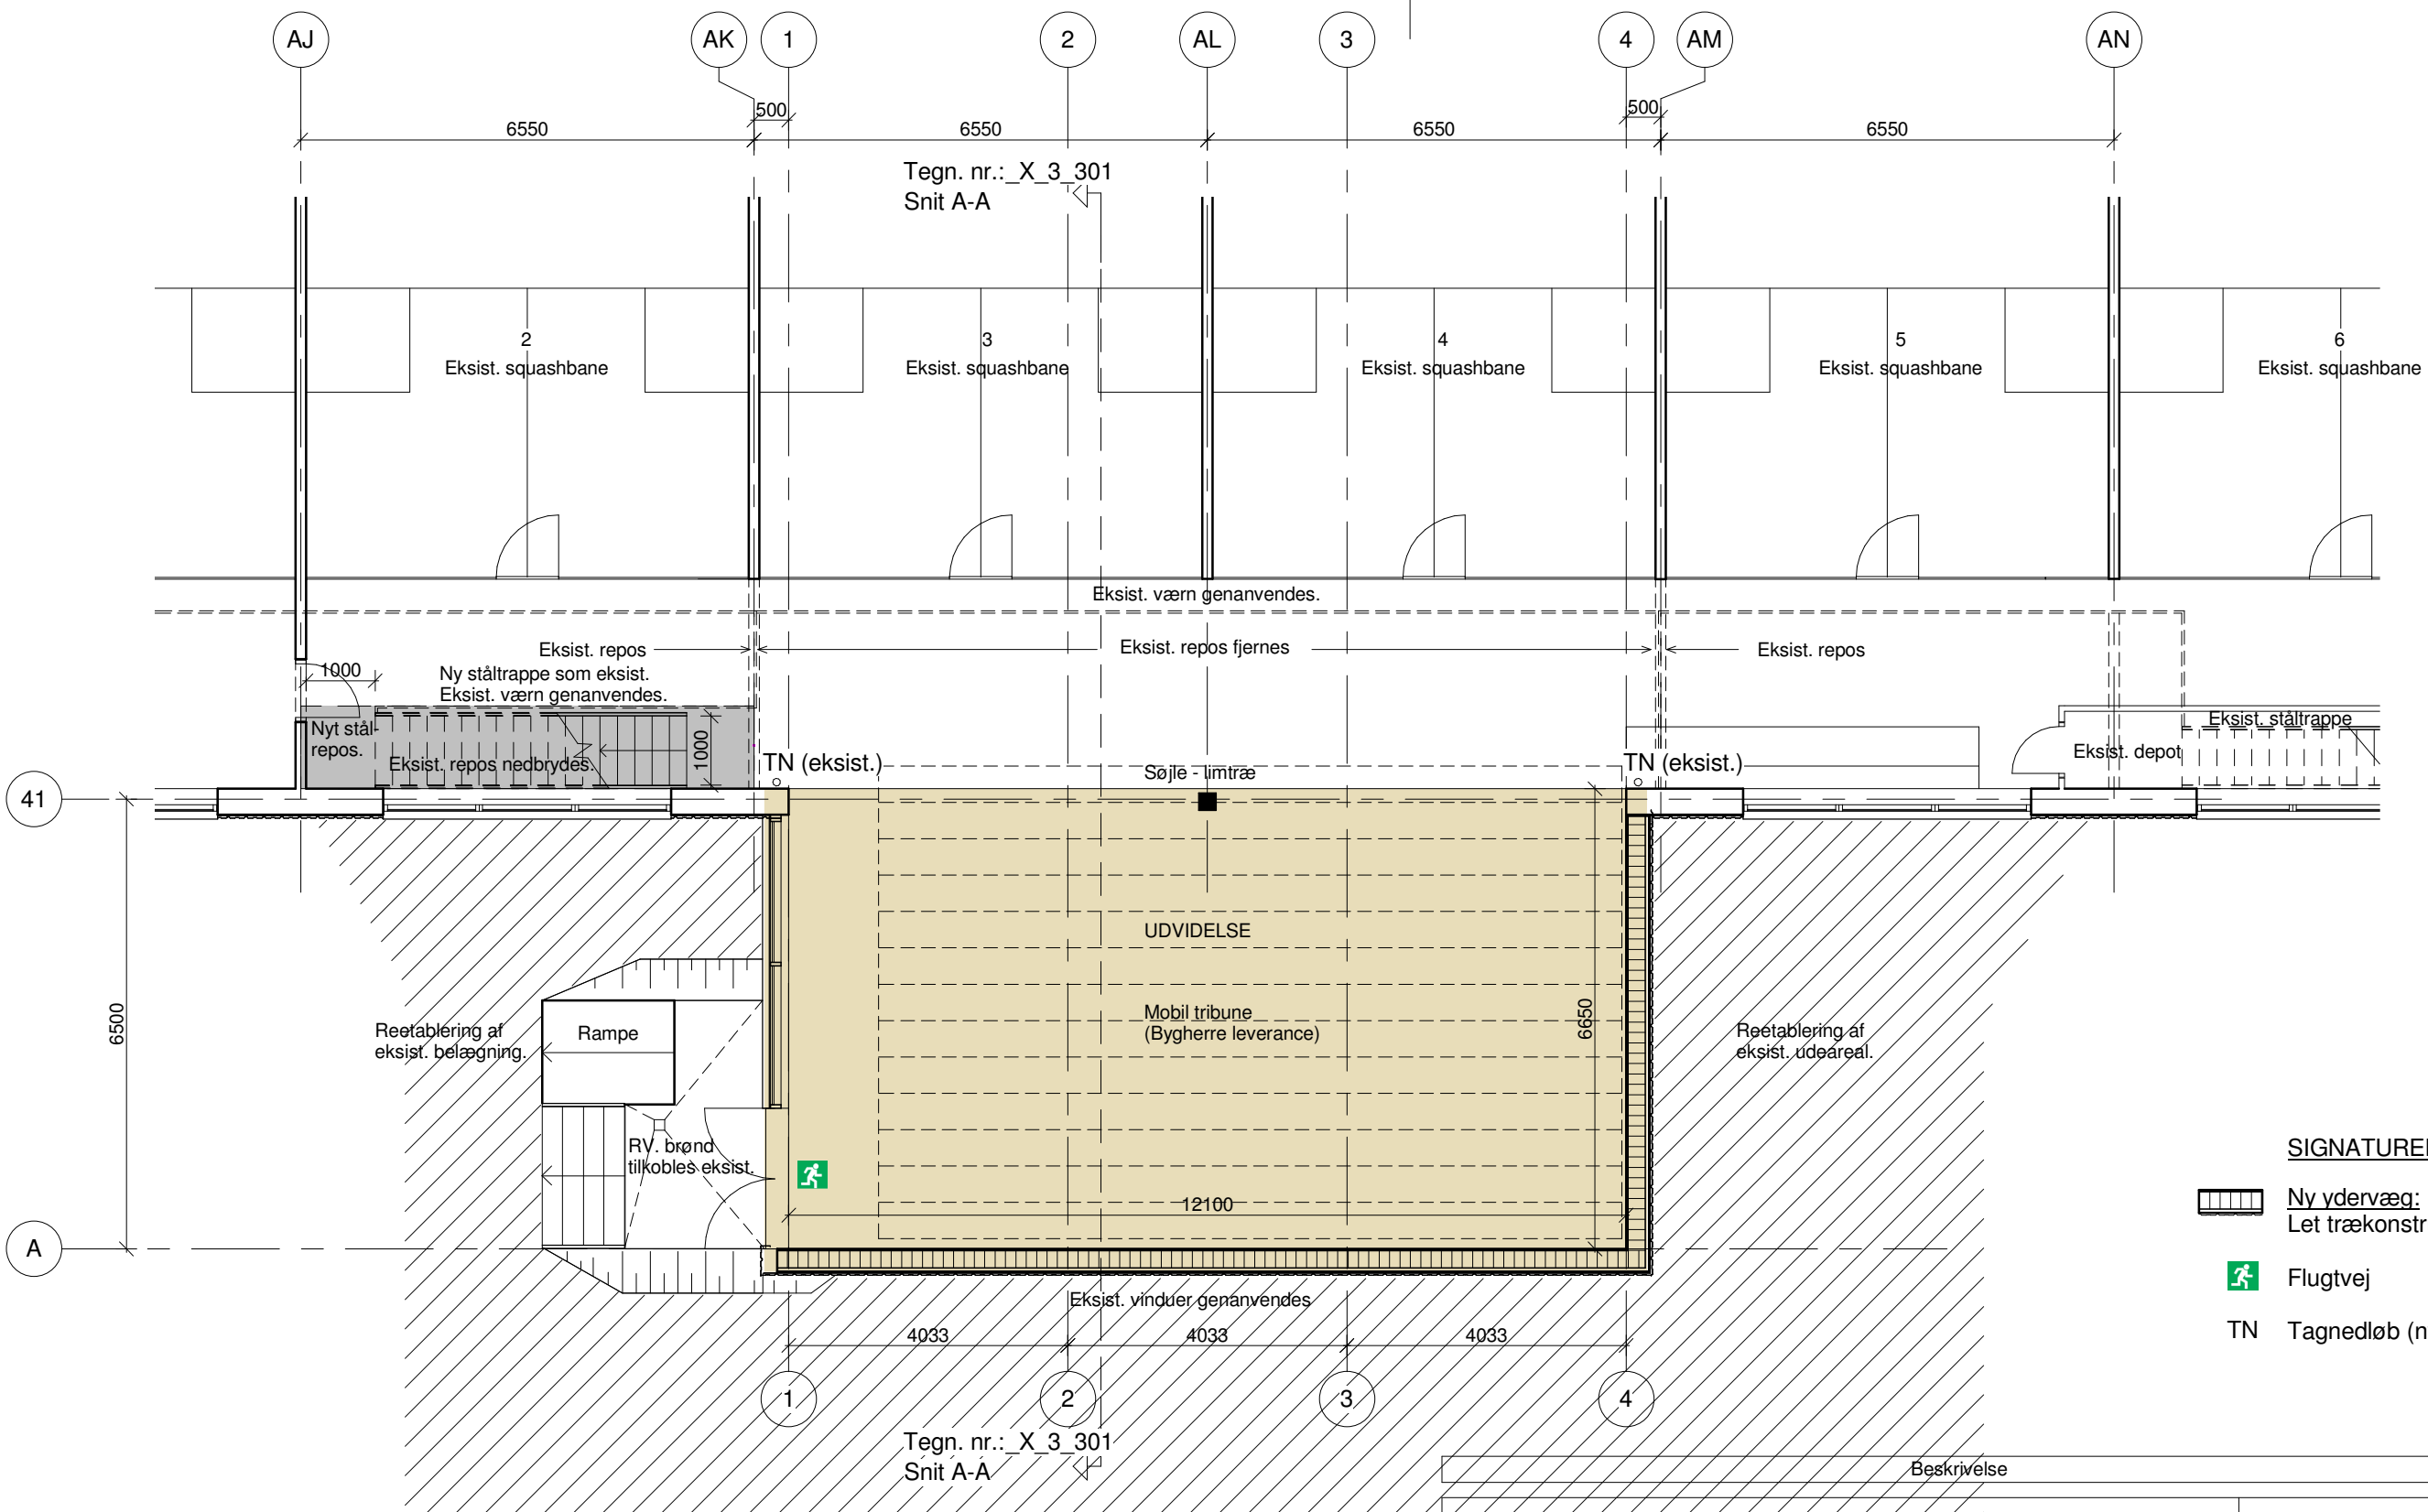 AJ
AK
1
2
AL
3
4
AM
AN
500
500
6550
6550
6550
6550
Tegn. nr.:_X_3_301
Snit A-A
2
Eksist. squashbane
3
Eksist. squashbane
4
Eksist. squashbane
5
Eksist. squashbane
6
Eksist. squashbane
Eksist. værn genanvendes.
Eksist. repos
Eksist. repos fjernes
Eksist. repos
1000
Ny ståltrappe som eksist.
Eksist. værn genanvendes.
Nyt stål-
repos.
Eksist. repos nedbrydes.
1000
TN (eksist.)
Søjle - limtræ
TN (eksist.)
Eksist. ståltrappe
Eksist. depot
41
UDVIDELSE
Mobil tribune
(Bygherre leverance)
6500
6650
Reetablering af
eksist. belægning.
Rampe
Reetablering af
eksist. udeareal.
RV. brønd
tilkobles eksist.
12100
A
Eksist. vinduer genanvendes
4033
4033
4033
1
2
3
4
Tegn. nr.:_X_3_301
Snit A-A
SIGNATURE
Ny ydervæg:
Let trækonstr
Flugtvej
TN Tagnedløb (n
Beskrivelse